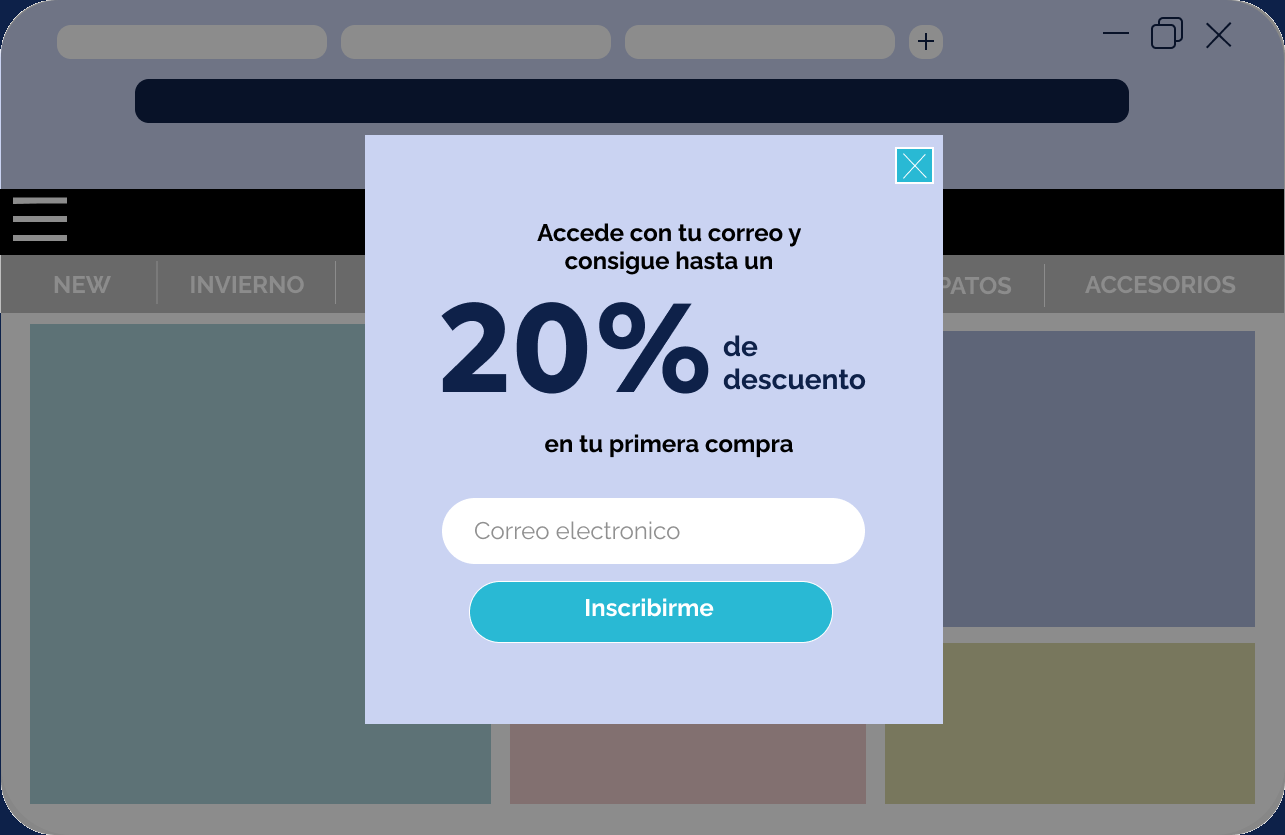 NEW
INVIERNO
PATOS
ACCESORIOS
Accede con tu correo y
consigue hasta un
20%
de
descuento
en tu primera compra
Correo electronico
Inscribirme